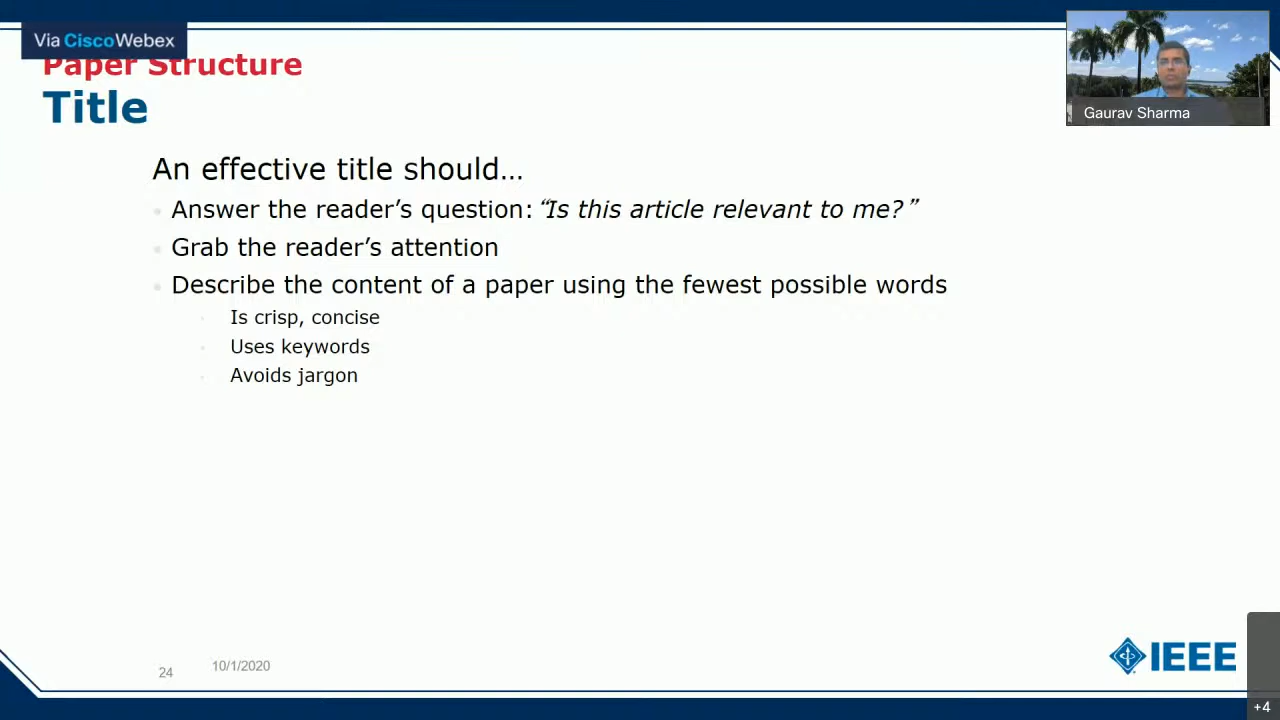 Via Cisco Webex
Paper Structure
Title
Gaurav Sharma
An effective title should…
Answer the reader’s question: “Is this article relevant to me?”
Grab the reader’s attention
Describe the content of a paper using the fewest possible words
Is crisp, concise
Uses keywords
Avoids jargon
24
10/1/2020
IEEE
+4